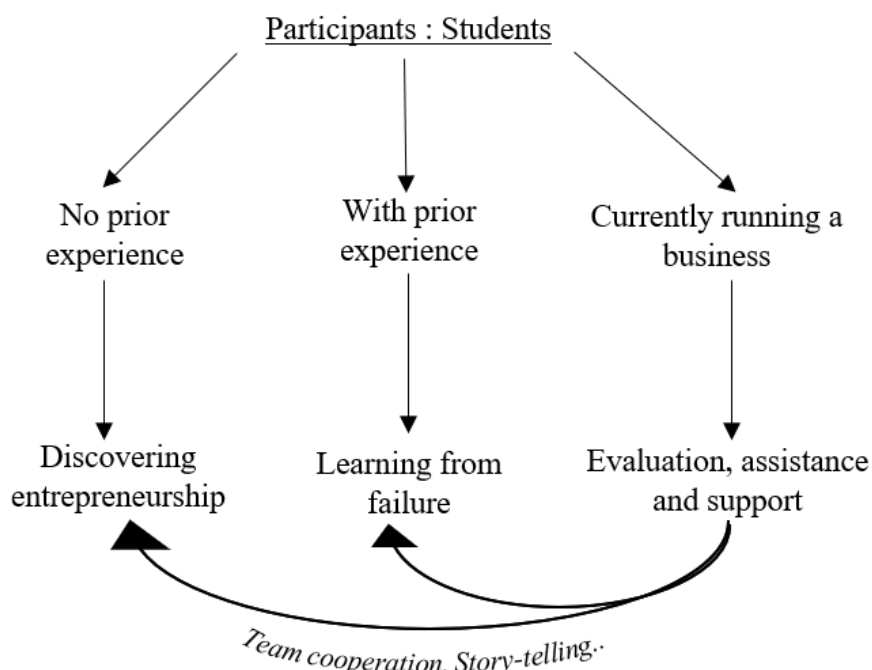 Participants : Students
No prior
experience
With prior
experience
Currently running a
business
Discovering
entrepreneurship
Learning from
failure
Evaluation, assistance
and support
Team cooperation, Story-telling..